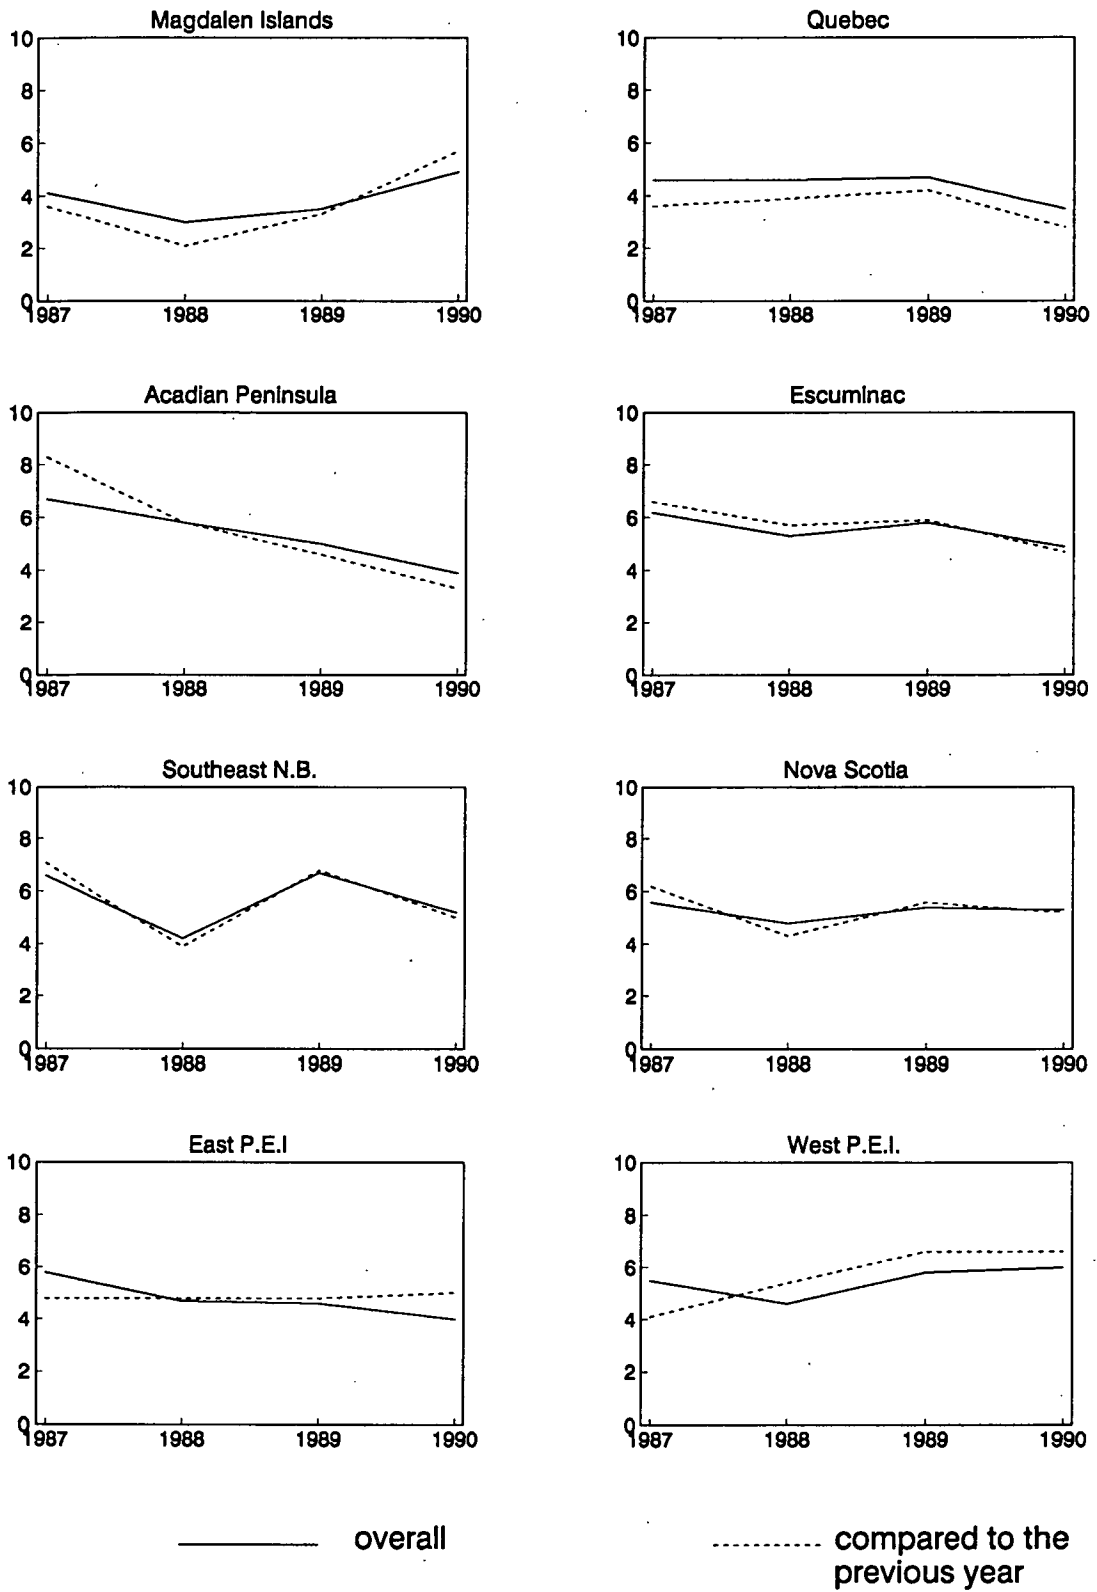 Magdalen Islands
10
8
6
4
2
0
1987 1988 1989 1990
Quebec
10
8
6
4
2
0
1987 1988 1989 1990
Acadian Peninsula
10
8
6
4
2
0
1987 1988 1989 1990
Escuminac
10
8
6
4
2
0
1987 1988 1989 1990
Southeast N.B.
10
8
6
4
2
0
1987 1988 1989 1990
Nova Scotia
10
8
6
4
2
0
1987 1988 1989 1990
East P.E.I
10
8
6
4
2
0
1987 1988 1989 1990
West P.E.I.
10
8
6
4
2
0
1987 1988 1989 1990
overall
compared to the
previous year